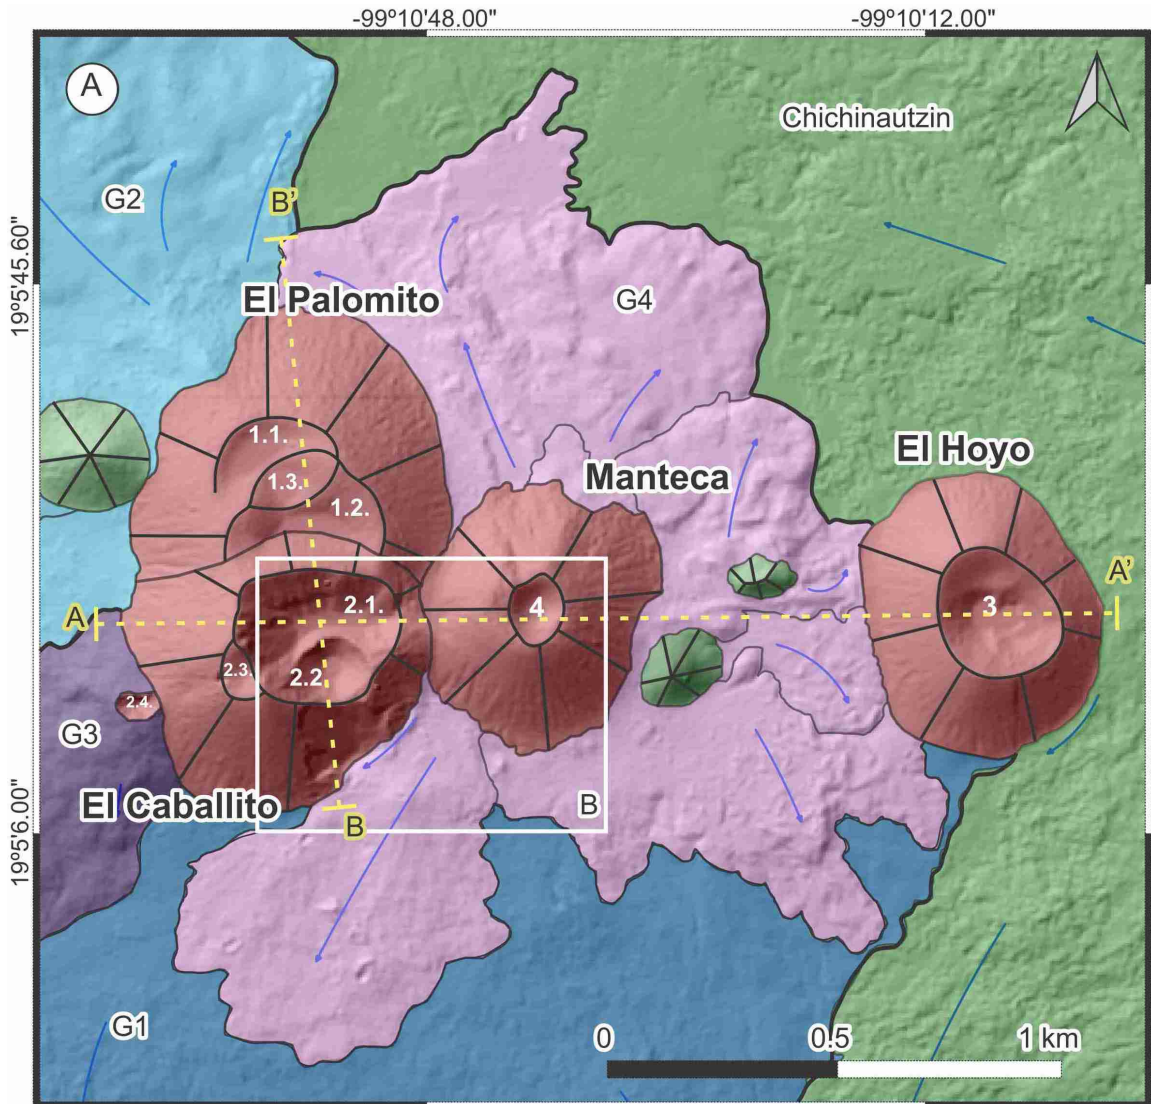 -99º10'48.00"
-99º10'12.00"
A
Chichinautzin
G2
B'
19º5'45.60"
El Palomito
G4
1.1.
El Hoyo
1.3.
Manteca
1.2.
A'
2.1.
4
3
A
2.3.
2.2
2.4.
G3
El Caballito
B
B
19º5'6.00"
G1
0
0.5
1 km